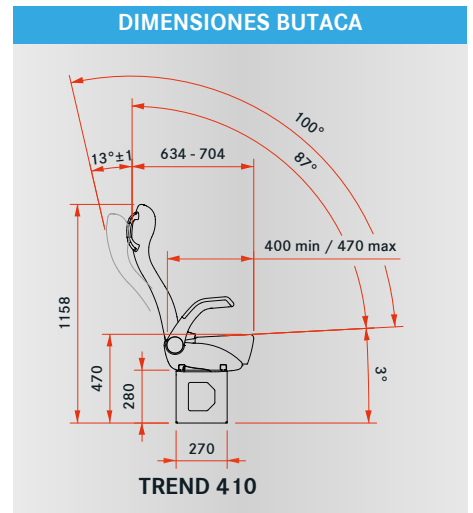 DIMENSIONES BUTACA
100°
87°
13°±1
634 - 704
400 min / 470 max
1158
470
280
3°
270
TREND 410